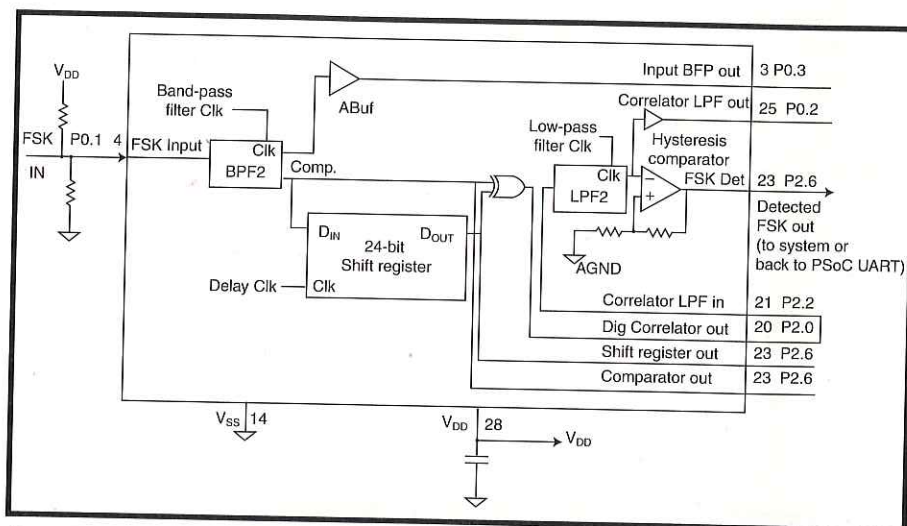 V_DD
FSK P0.1 4
IN
FSK Input
Band-pass
filter Clk
Clk
BPF2
ABuf
Comp.
D_IN D_OUT
24-bit
Shift register
Delay Clk
Clk
Low-pass
filter Clk
Clk
LPF2
Hysteresis
comparator
−
+
AGND
Input BFP out 3 P0.3
Correlator LPF out 25 P0.2
FSK Det 23 P2.6
Detected
FSK out
(to system or
back to PSoC UART)
Correlator LPF in 21 P2.2
Dig Correlator out 20 P2.0
Shift register out 23 P2.6
Comparator out 23 P2.6
V_SS 14
V_DD 28
V_DD